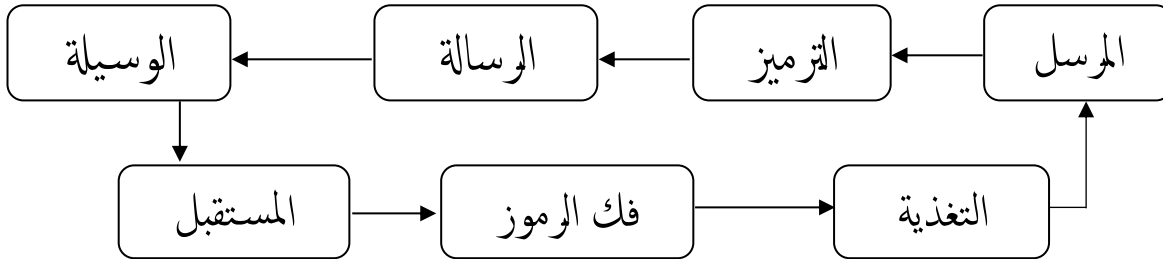 المرسل
الترميز
الرسالة
الوسيلة
المستقبل
فك الرموز
التغذية